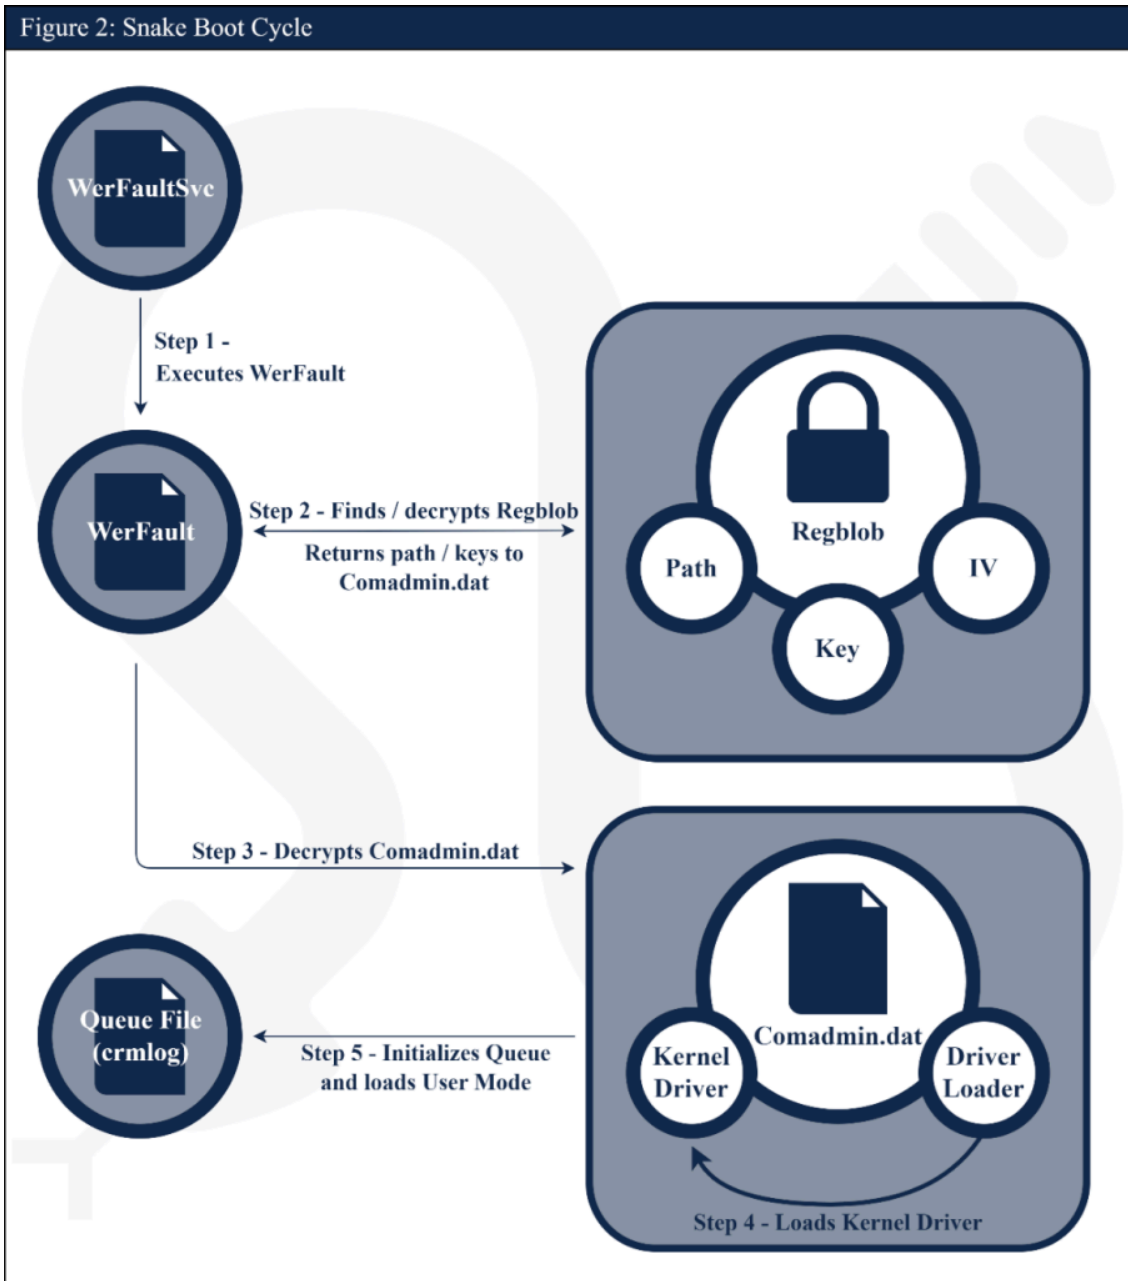 Figure 2: Snake Boot Cycle
WerFaultSvc
Step 1 -
Executes WerFault
WerFault
Step 2 - Finds / decrypts Regblob
Returns path / keys to
Comadmin.dat
Regblob
Path
IV
Key
Step 3 - Decrypts Comadmin.dat
Queue File
(crmlog)
Step 5 - Initializes Queue
and loads User Mode
Comadmin.dat
Kernel
Driver
Driver
Loader
Step 4 - Loads Kernel Driver